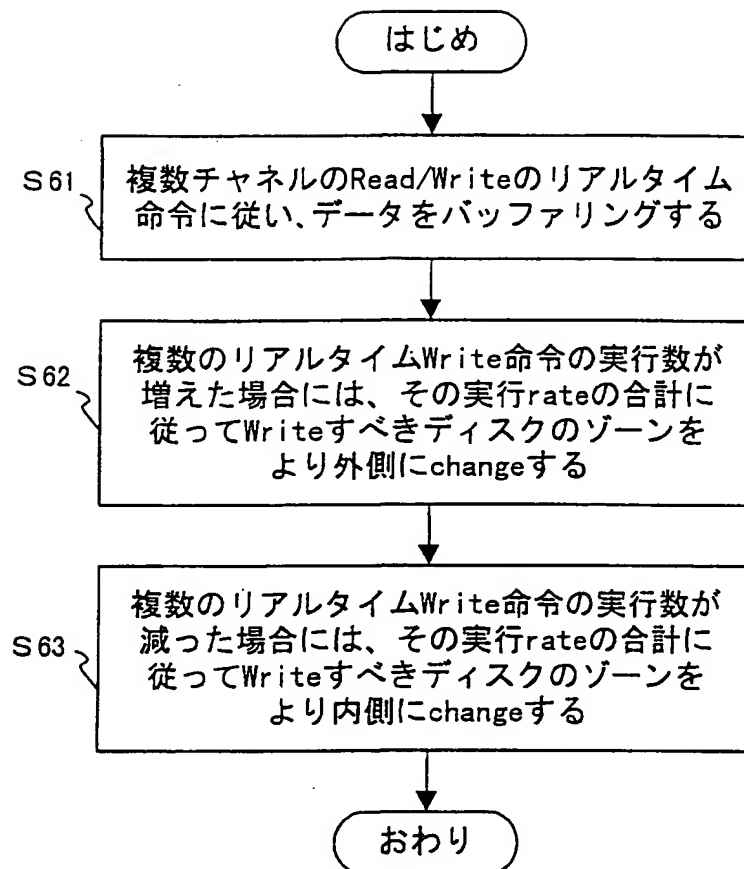 はじめ
S61
複数チャネルのRead/Writeのリアルタイム
命令に従い、データをバッファリングする
S62
複数のリアルタイムWrite命令の実行数が
増えた場合には、その実行rateの合計に
従ってWriteすべきディスクのゾーンを
より外側にchangeする
S63
複数のリアルタイムWrite命令の実行数が
減った場合には、その実行rateの合計に
従ってWriteすべきディスクのゾーンを
より内側にchangeする
おわり